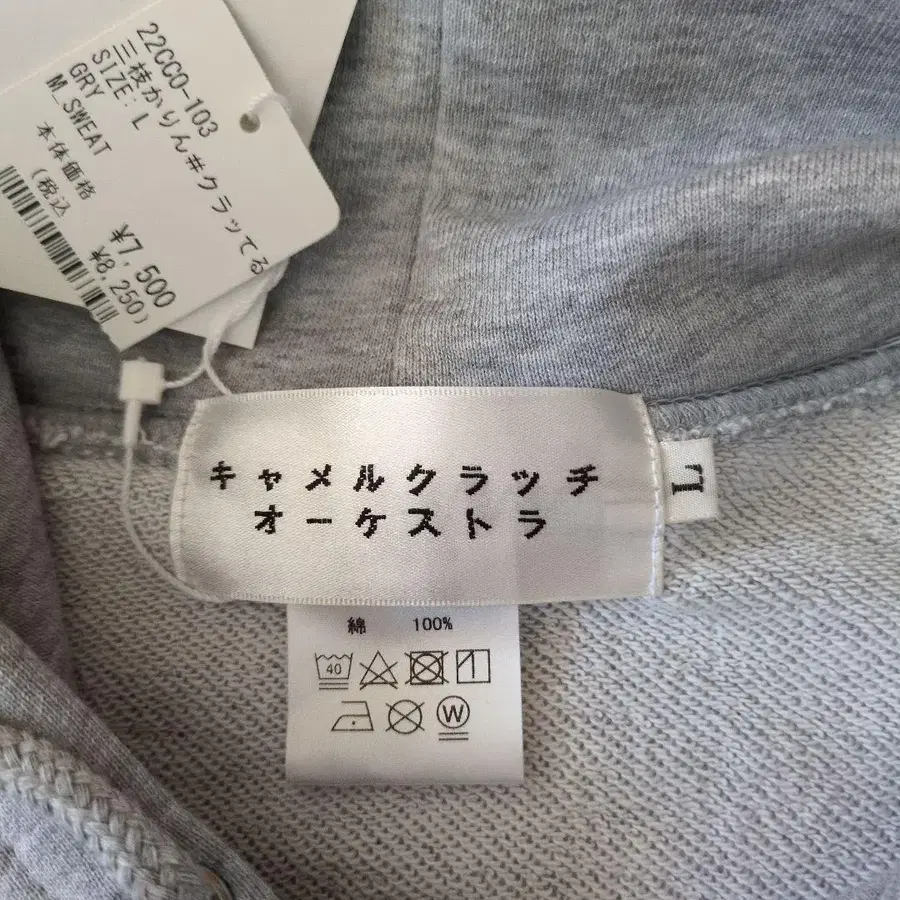 22CCO-103
三枝かりん#クラッてる
SIZE: L
GRY
M_SWEAT
本体価格 ¥7,500
(税込 ¥8,250)
キャメルクラッチ
オーケストラ
L
綿 100%
40
W